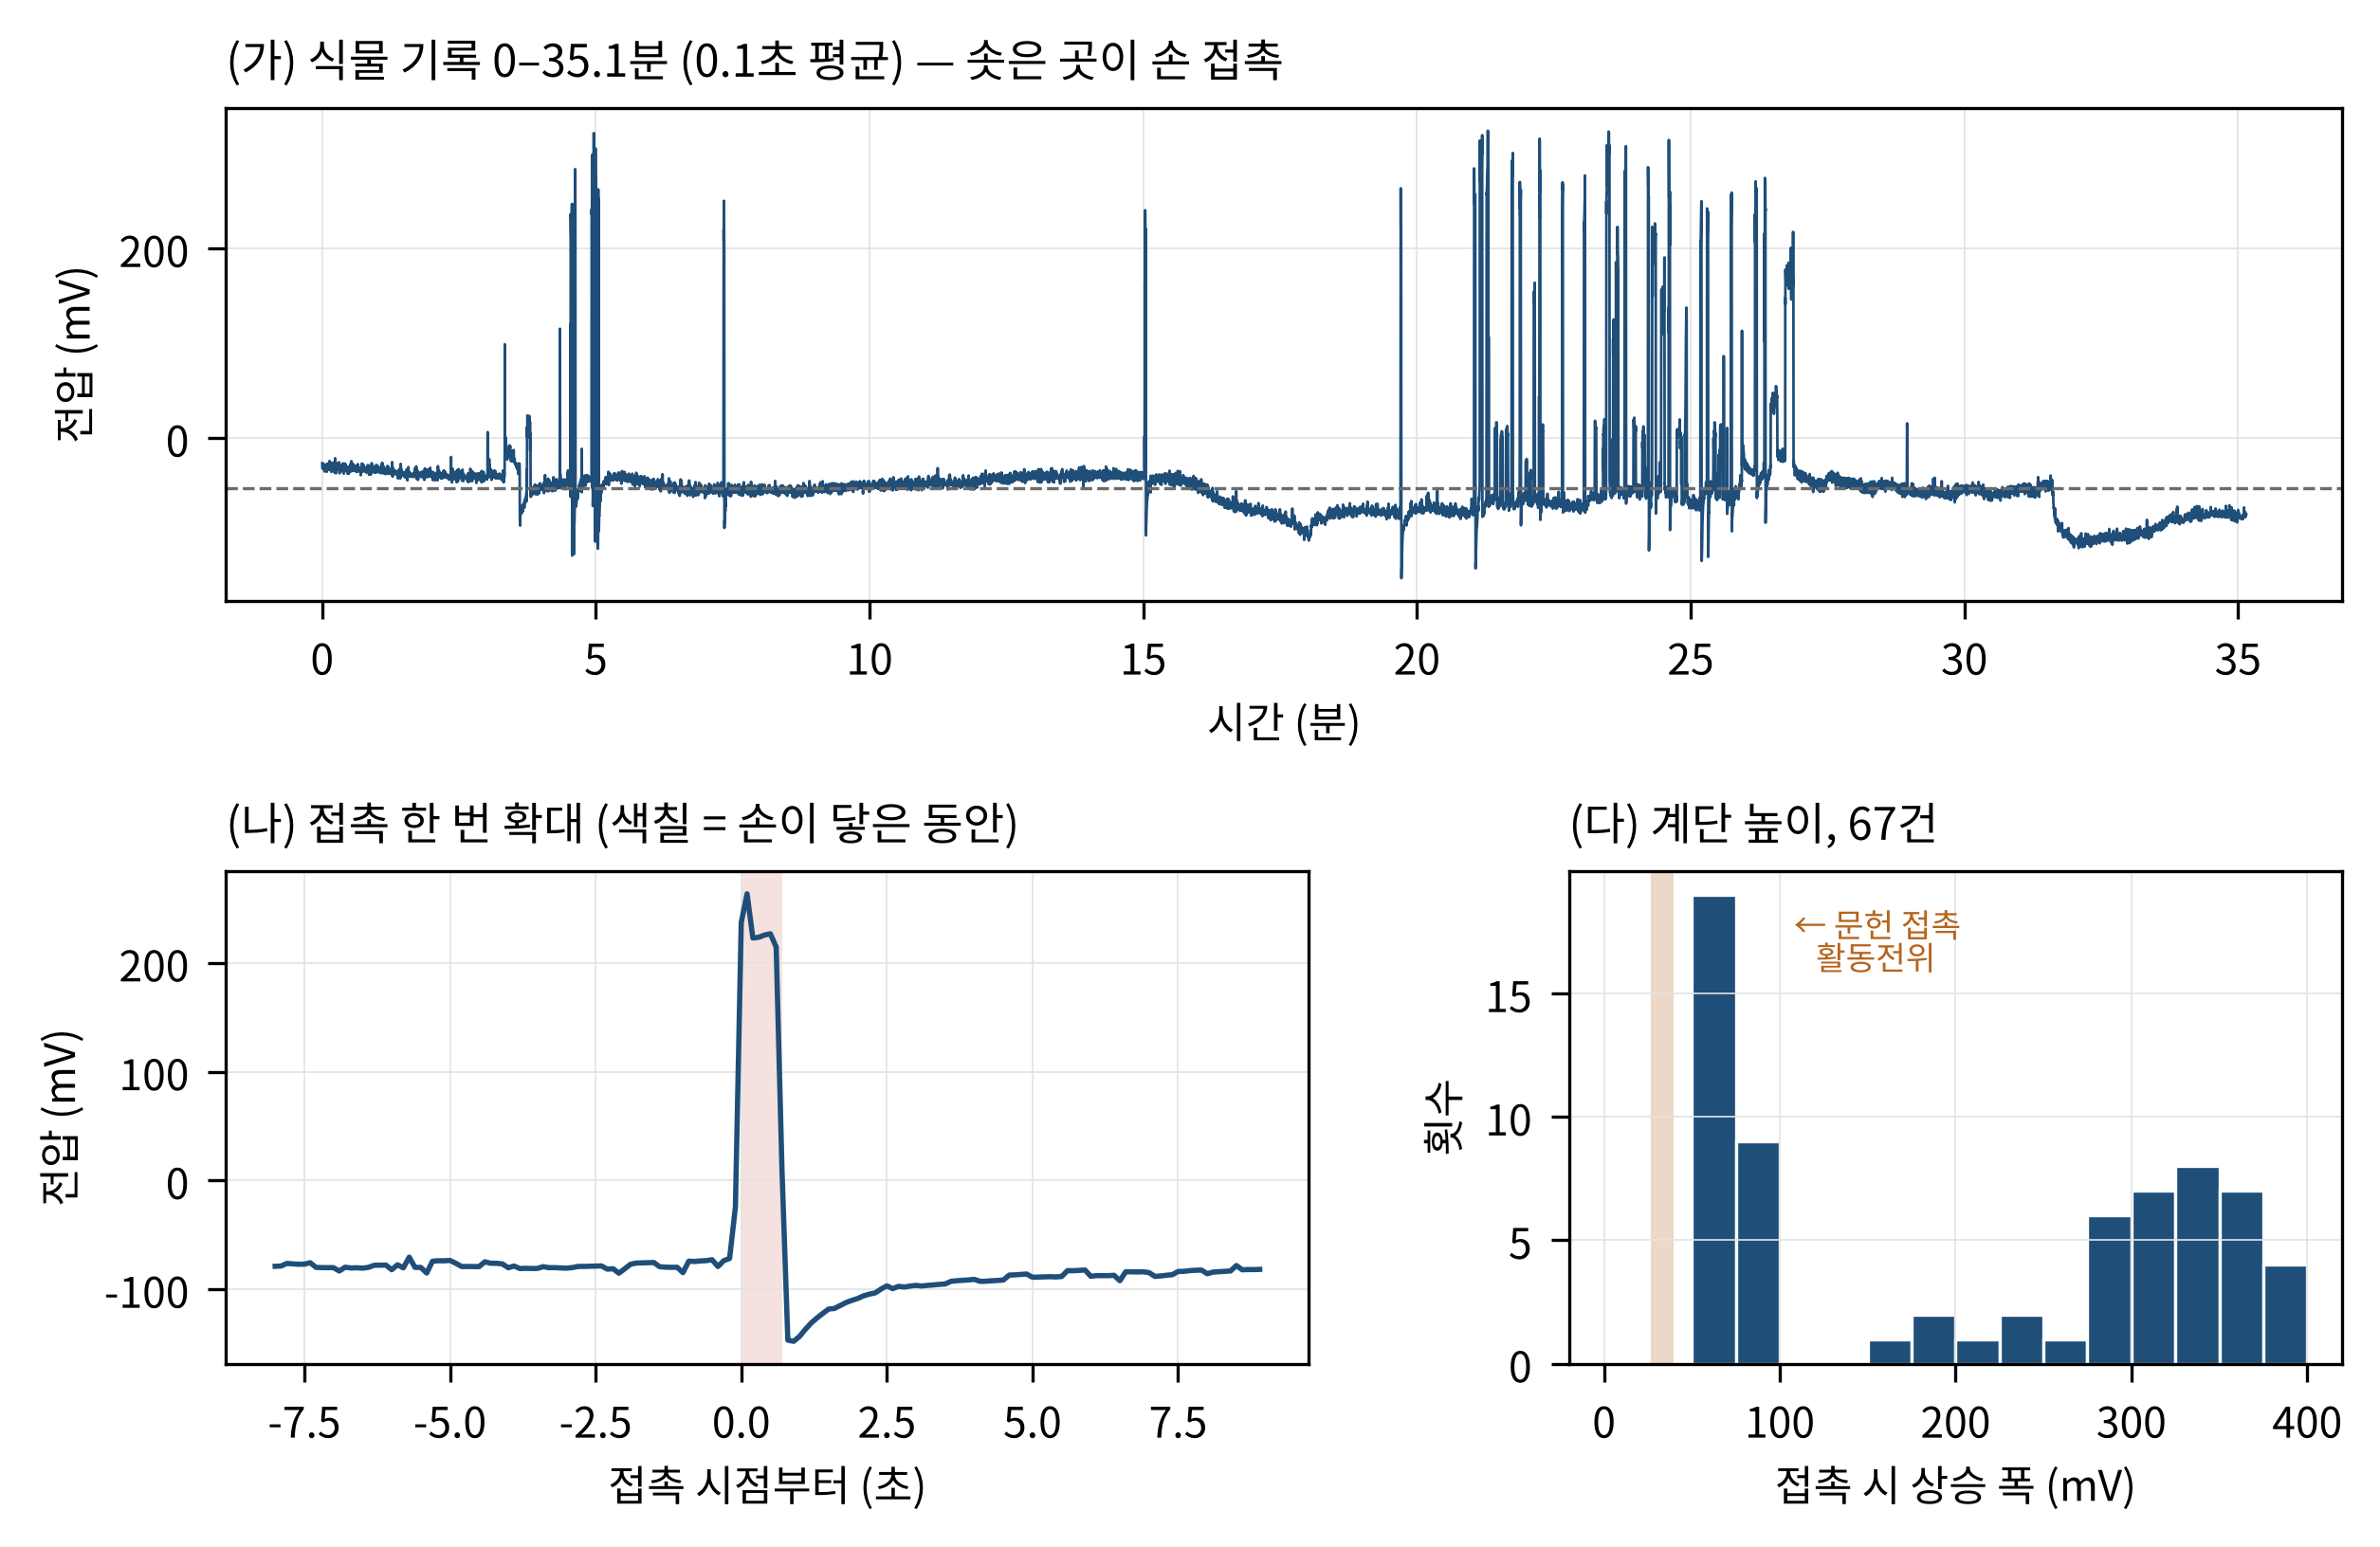 (가) 식물 기록 0–35.1분 (0.1초 평균) — 솟은 곳이 손 접촉
전압 (mV)
200
0
0
5
10
15
20
25
30
35
시간 (분)
(나) 접촉 한 번 확대 (색칠 = 손이 닿은 동안)
전압 (mV)
200
100
0
-100
-7.5
-5.0
-2.5
0.0
2.5
5.0
7.5
접촉 시점부터 (초)
(다) 계단 높이, 67건
← 문헌 접촉
활동전위
횟수
15
10
5
0
0
100
200
300
400
접촉 시 상승 폭 (mV)